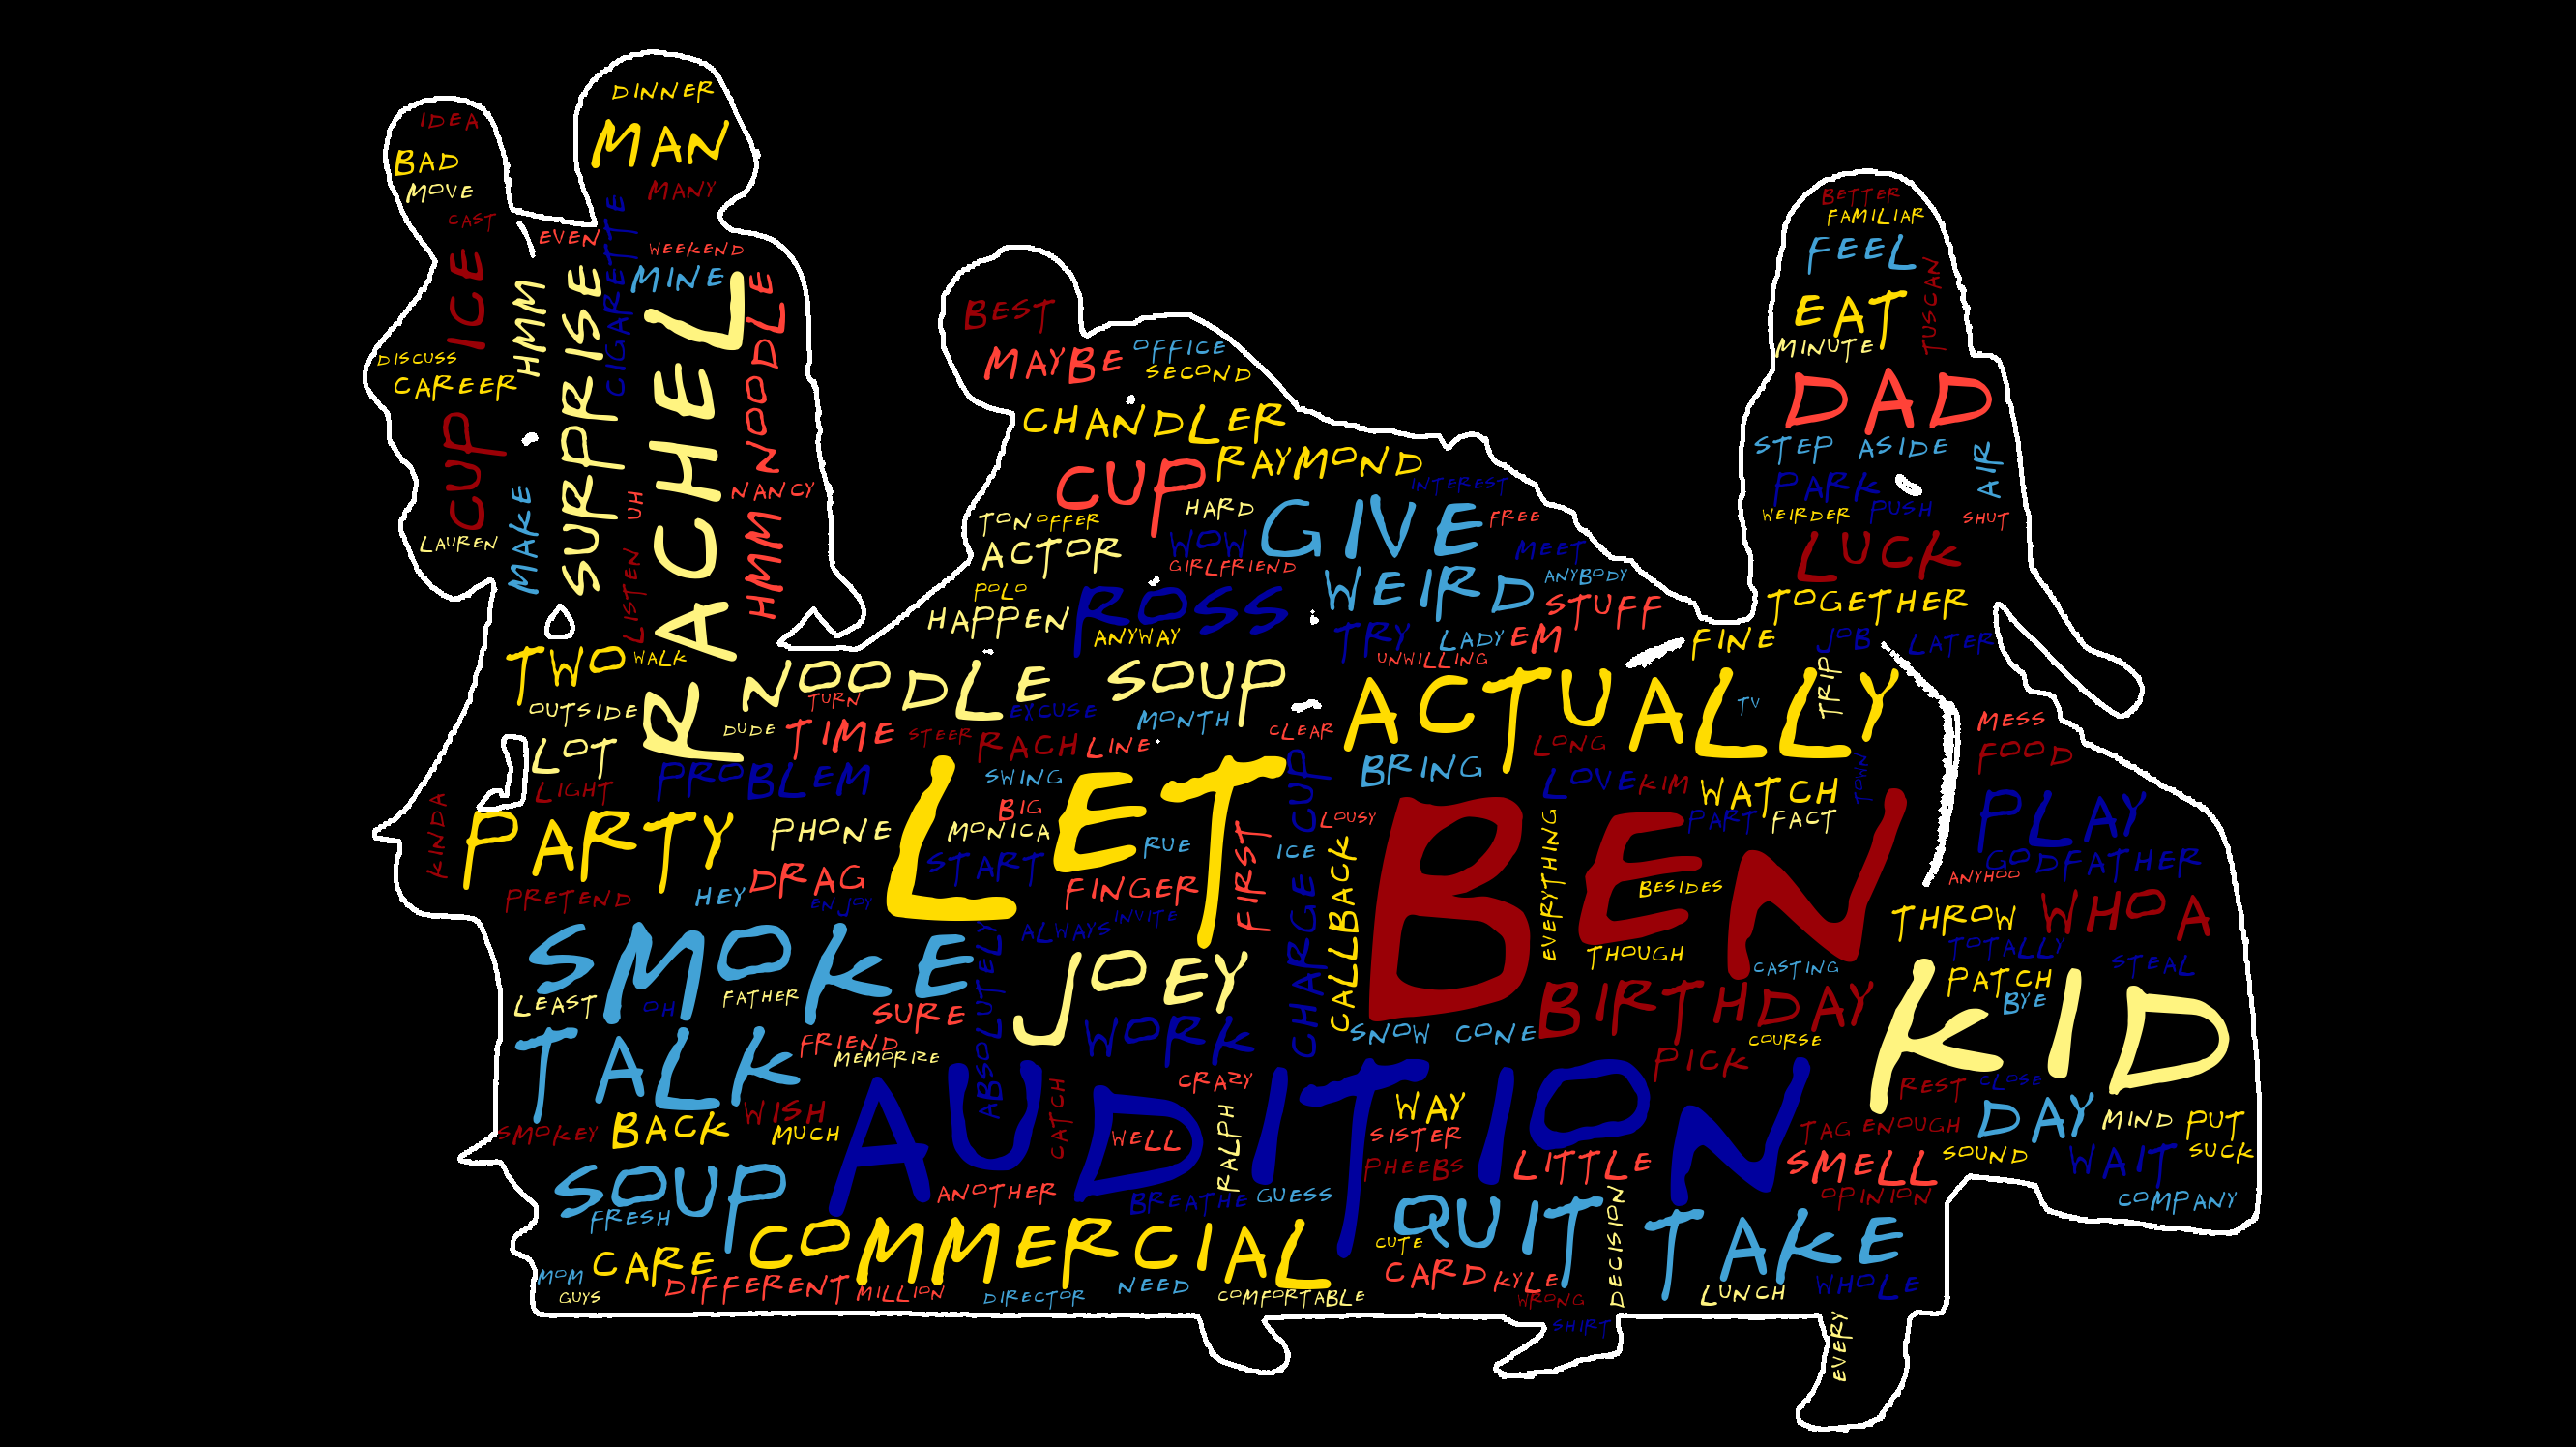 DINNER
MAN
MANY
IDEA
BAD
MOVE
CAST
EVEN
CIGARETTE
WEEKEND
MINE
ICE
HMM
SURPRISE
RACHEL
HMM NOODLE
DISCUSS
CAREER
CUP
MAKE
UH
LISTEN
NANCY
LAUREN
BETTER
FAMILIAR
FEEL
TUSCAN
EAT
MINUTE
DAD
STEP ASIDE
AIR
PARK
WEIRDER
PUSH
SHUT
LUCK
TOGETHER
FINE
JOB
LATER
BEST
MAYBE
OFFICE
SECOND
CHANDLER
CUP
RAYMOND
INTEREST
HARD
GIVE
FREE
TON
OFFER
ACTOR
WOW
MEET
GIRLFRIEND
WEIRD
ANYBODY
POLO
HAPPEN
ROSS
STUFF
ANYWAY
TRY
LADY
EM
UNWILLING
TWO
WALK
NOODLE SOUP
ACTUALLY
TV
TRIP
OUTSIDE
TURN
EXCUSE
MONTH
DUDE
TIME
STEER
RACH
LINE
CLEAR
LONG
MESS
FOOD
LOT
LIGHT
PROBLEM
SWING
LET
BIG
CHARGE CUP
BRING
LOVE
KIM
WATCH
TOWN
KINDA
PARTY
PHONE
MONICA
RUE
FIRST
ICE
LOUSY
BEN
EVERYTHING
PART
FACT
PLAY
START
CALLBACK
GODFATHER
PRETEND
HEY
DRAG
ENJOY
FINGER
BESIDES
ANYHOO
ALWAYS
INVITE
THROW
WHOA
SMOKE
ABSOLUTELY
JOEY
THOUGH
CASTING
TOTALLY
STEAL
LEAST
OH
FATHER
SURE
PATCH
BYE
KID
SNOW CONE
BIRTHDAY
TALK
FRIEND
MEMORIZE
WORK
PICK
COURSE
SMOKEY
BACK
WISH
MUCH
AUDITION
CATCH
CRAZY
WELL
RALPH
WAY
SISTER
PHEEBS
LITTLE
REST
CLOSE
TAG
ENOUGH
DAY
MIND
PUT
SMELL
SOUND
WAIT
SUCK
SOUP
FRESH
ANOTHER
BREATHE
GUESS
QUIT
DECISION
OPINION
COMPANY
COMMERCIAL
TAKE
CUTE
CARE
CARD
KYLE
MOM
GUYS
DIFFERENT
MILLION
DIRECTOR
NEED
COMFORTABLE
WRONG
LUNCH
WHOLE
SHIFT
EVERY